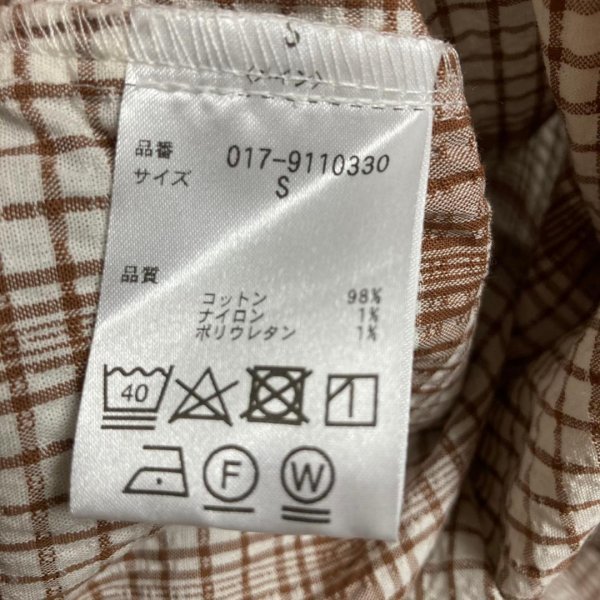 S
品番 017-9110330
サイズ S
品質
コットン 98%
ナイロン 1%
ポリウレタン 1%
40
F W